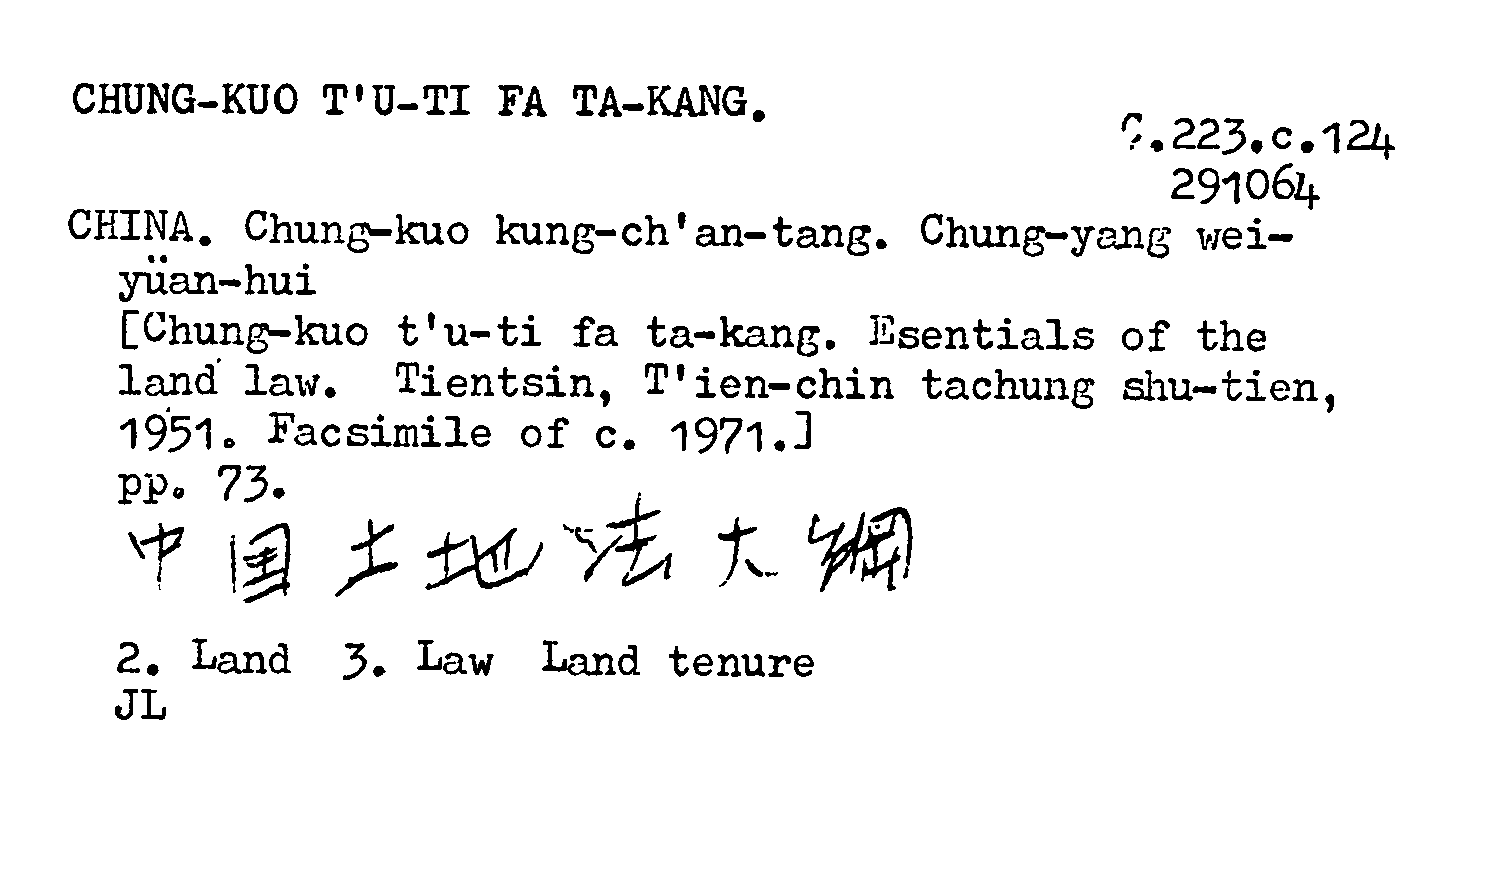 CHUNG-KUO T'U-TI FA TA-KANG.
.223.c.124
291064
CHINA. Chung-kuo kung-ch'an-tang. Chung-yang wei-
yüan-hui
[Chung-kuo t'u-ti fa ta-kang. Esentials of the
land law. Tientsin, T'ien-chin tachung shu-tien,
1951. Facsimile of c. 1971.]
pp. 73.
中国土地法大綱
2. Land 3. Law Land tenure
JL